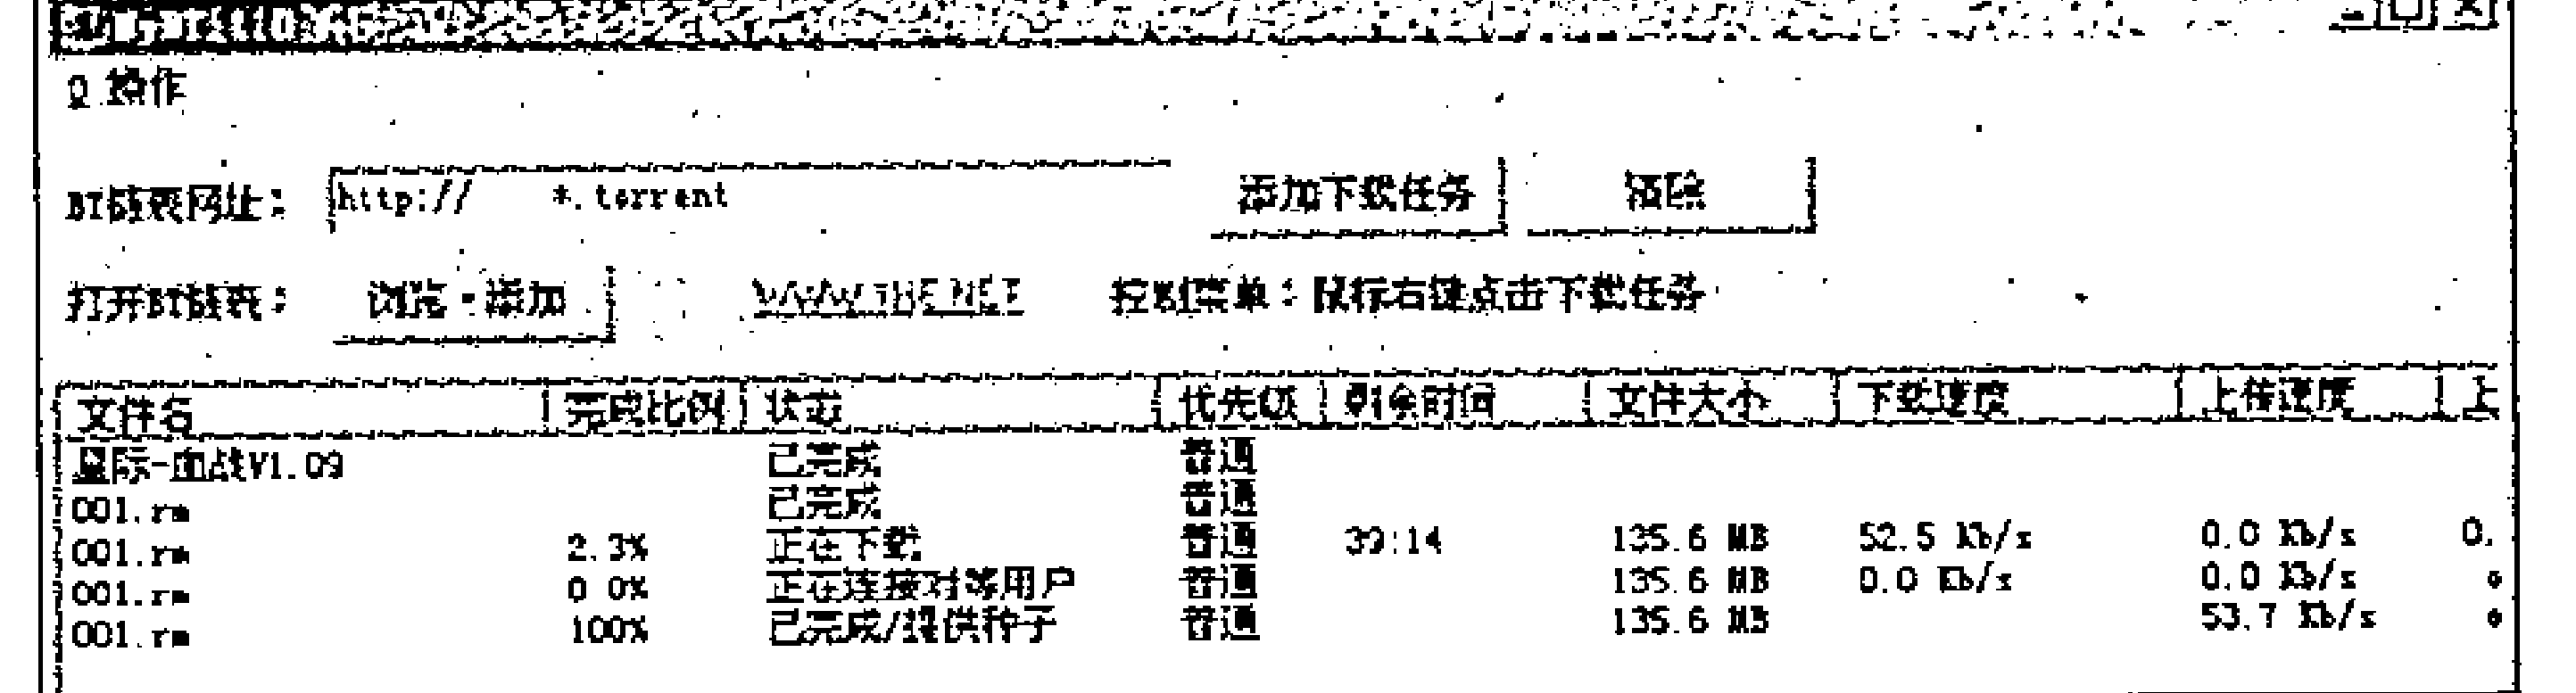 操作
BT链表网址： http:// *.torrent 添加下载任务 清除
打开BT链表： 浏览·添加 控制菜单：鼠标右键点击下载任务
文件名 完成比例 状态 优先级 剩余时间 文件大小 下载速度 上传速度 上
星际-血战V1.09 已完成 普通
001.rm 已完成 普通
001.rm 2.3% 正在下载 普通 39:14 135.6 MB 52.5 Kb/s 0.0 Kb/s 0.
001.rm 0.0% 正在连接对等用户 普通 135.6 MB 0.0 Kb/s 0.0 Kb/s
001.rm 100% 已完成/提供种子 普通 135.6 MB 53.7 Kb/s